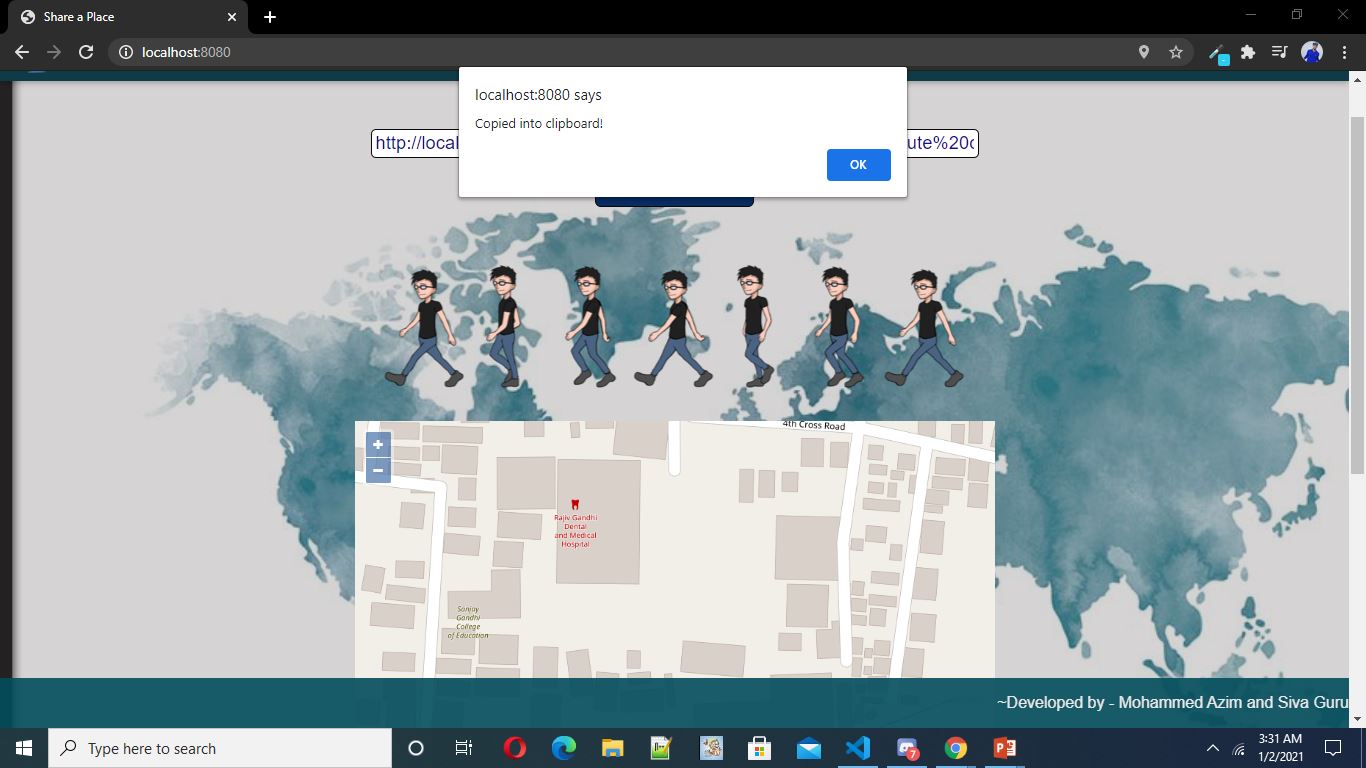 Share a Place
localhost:8080
localhost:8080 says
Copied into clipboard!
OK
http://local
ute%20c
4th Cross Road
+
−
Rajiv Gandhi
Dental
and Medical
Hospital
Sanjay
Gandhi
College
of Education
~Developed by - Mohammed Azim and Siva Guru
Type here to search
7
3:31 AM
1/2/2021